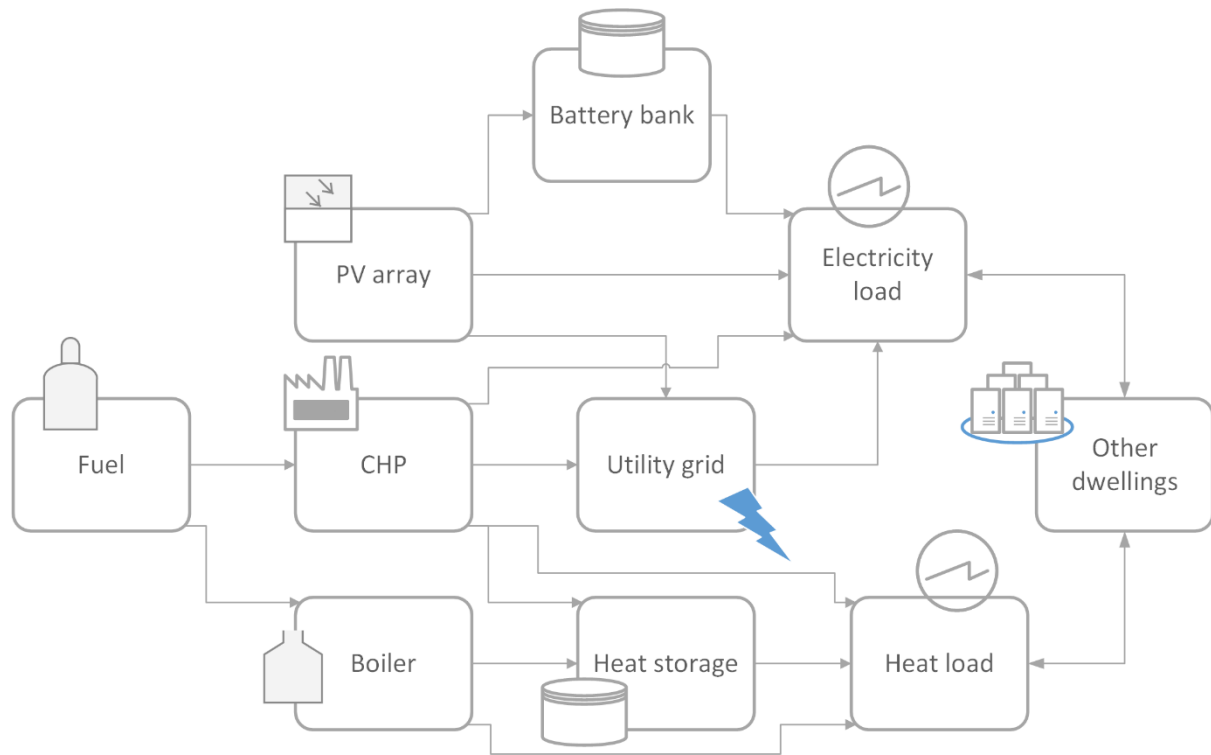 Battery bank
PV array
Electricity
load
Fuel
CHP
Utility grid
Other
dwellings
Boiler
Heat storage
Heat load